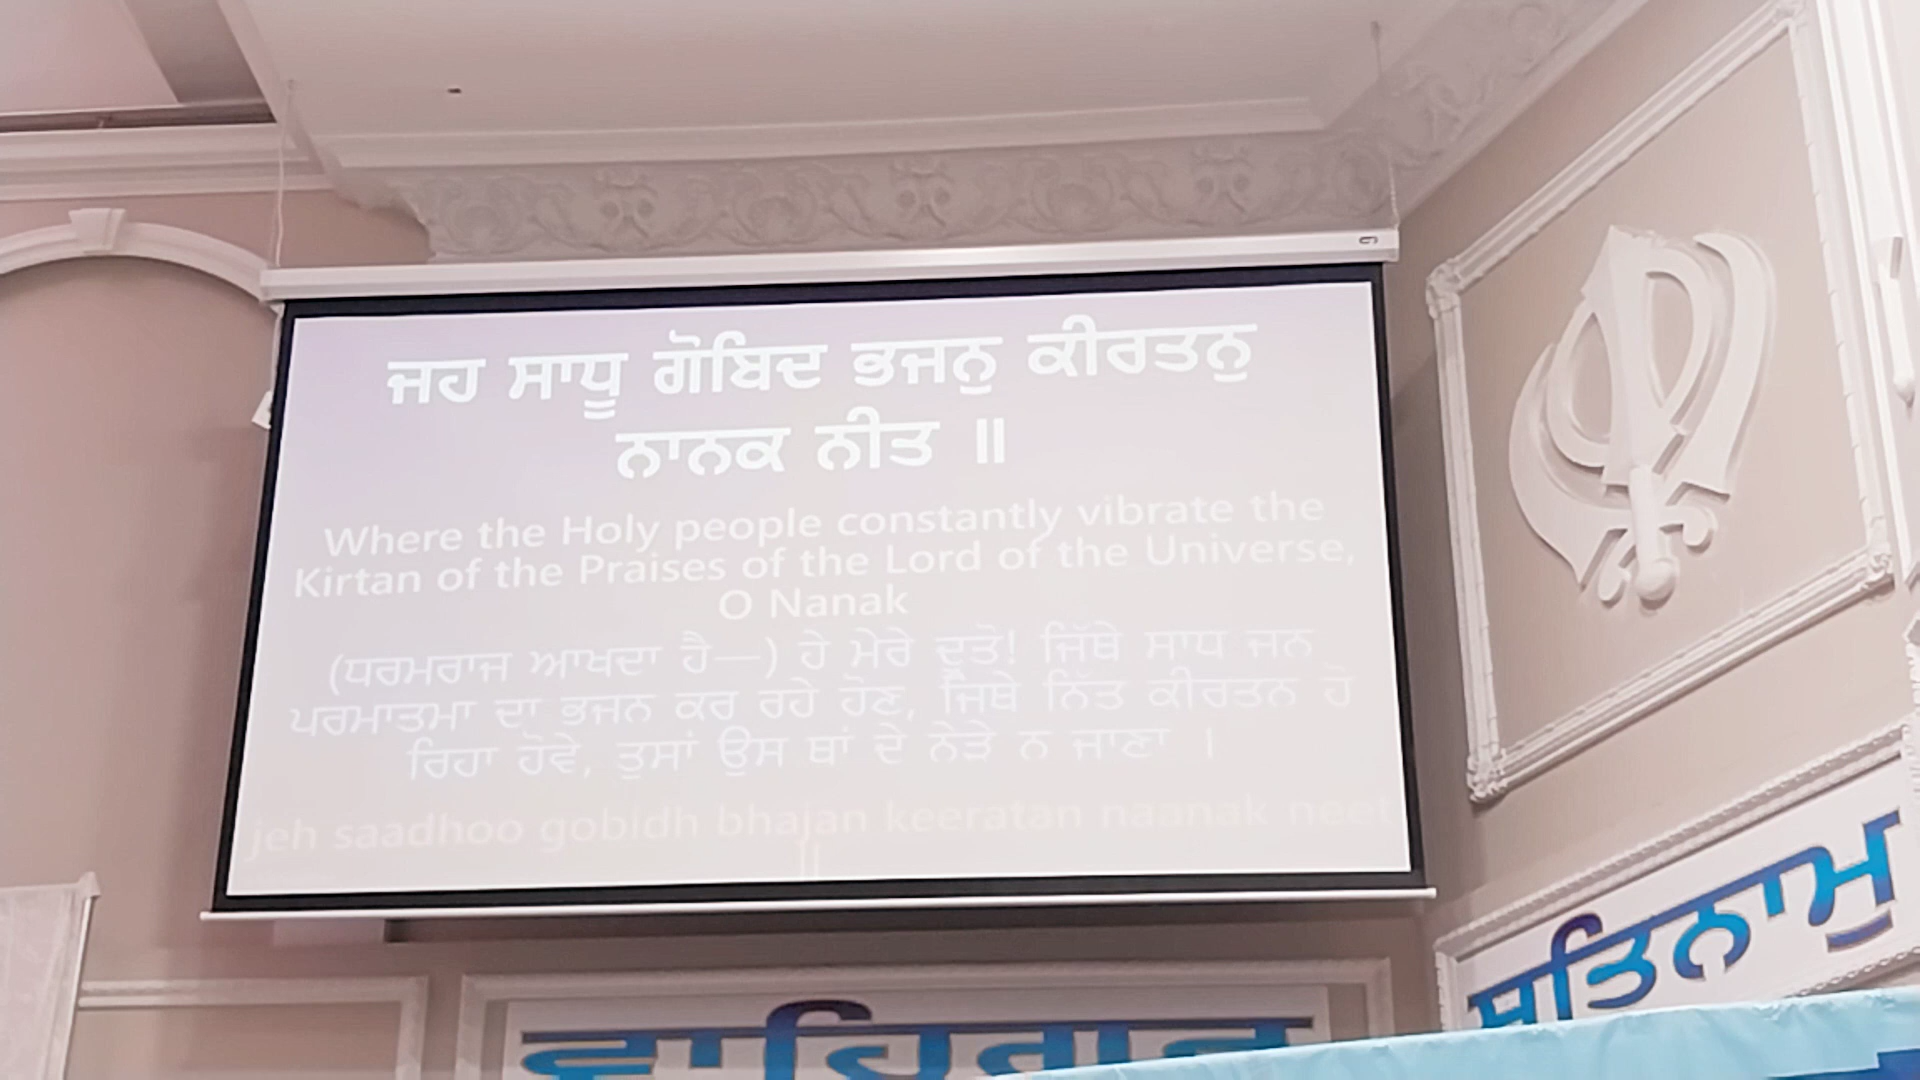 ਜਹ ਸਾਧੂ ਗੋਬਿਦ ਭਜਨੁ ਕੀਰਤਨੁ
ਨਾਨਕ ਨੀਤ ॥
Where the Holy people constantly vibrate the
Kirtan of the Praises of the Lord of the Universe,
O Nanak
(ਧਰਮਰਾਜ ਆਖਦਾ ਹੈ—) ਹੇ ਮੇਰੇ ਦੂਤੋ! ਜਿੱਥੇ ਸਾਧ ਜਨ
ਪਰਮਾਤਮਾ ਦਾ ਭਜਨ ਕਰ ਰਹੇ ਹੋਣ, ਜਿਥੇ ਨਿੱਤ ਕੀਰਤਨ ਹੋ
ਰਿਹਾ ਹੋਵੇ, ਤੁਸਾਂ ਉਸ ਥਾਂ ਦੇ ਨੇੜੇ ਨ ਜਾਣਾ ।
jeh saadhoo gobidh bhajan keeratan naanak neet
||
ਸਤਿਨਾਮੁ
ਵਾਹਿਗੁਰੂ